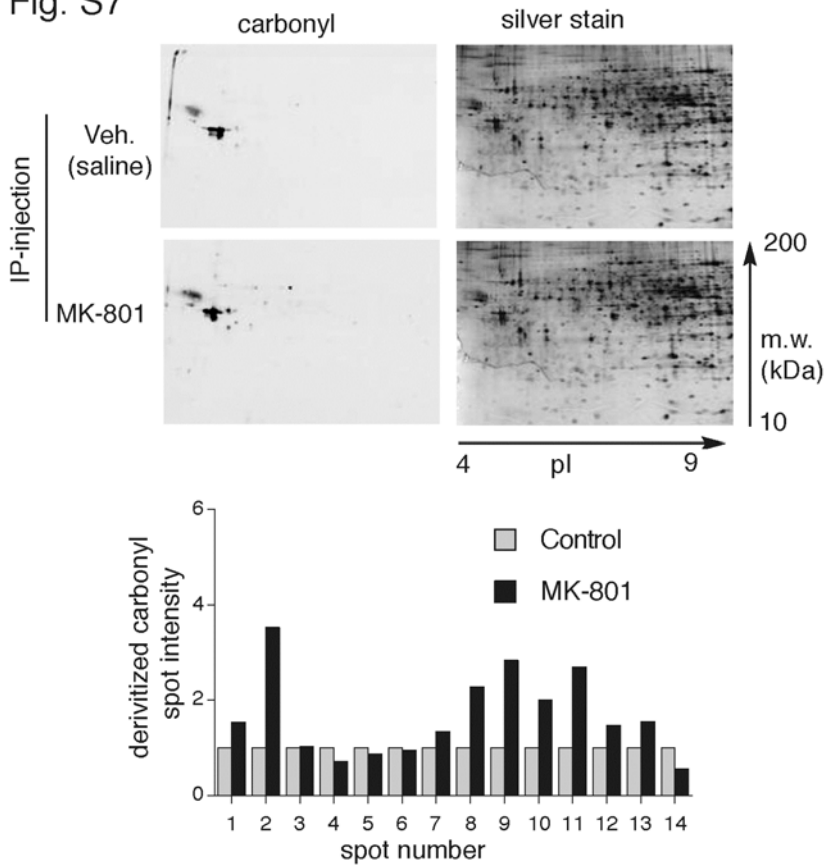 Fig. S7
carbonyl
silver stain
IP-injection
Veh.
(saline)
MK-801
200
m.w.
(kDa)
10
4 pI 9
derivitized carbonyl
spot intensity
6
4
2
0
Control
MK-801
1 2 3 4 5 6 7 8 9 10 11 12 13 14
spot number